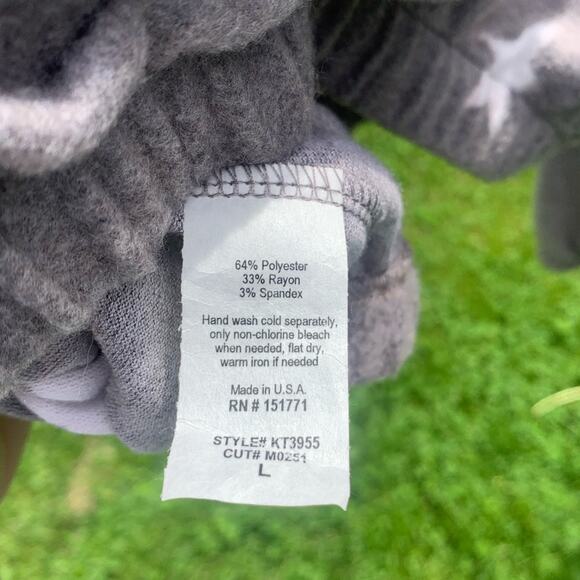 64% Polyester
33% Rayon
3% Spandex
Hand wash cold separately,
only non-chlorine bleach
when needed, flat dry,
warm iron if needed
Made in U.S.A.
RN # 151771
STYLE# KT3955
CUT# M0251
L